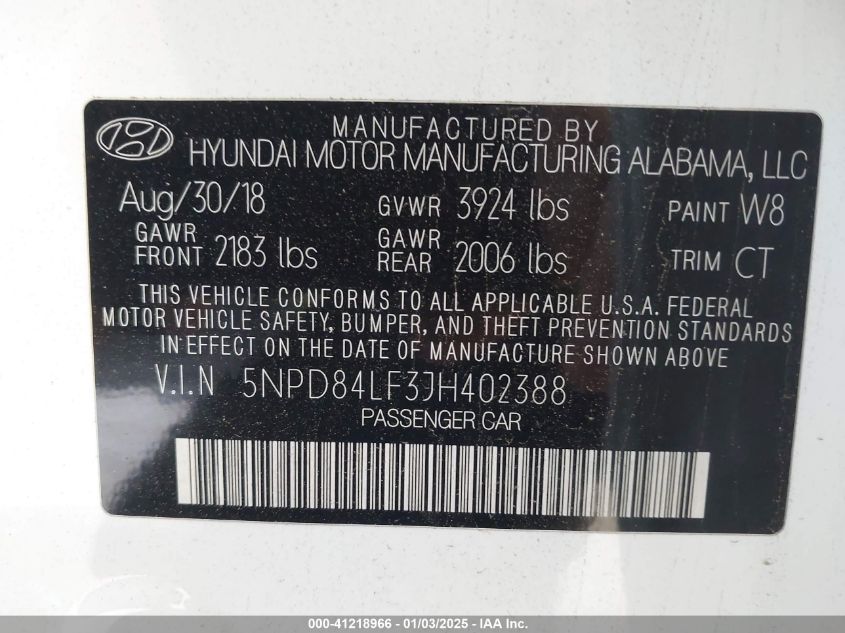 MANUFACTURED BY
HYUNDAI MOTOR MANUFACTURING ALABAMA, LLC
Aug/30/18 GVWR 3924 lbs PAINT W8
GAWR FRONT 2183 lbs GAWR REAR 2006 lbs TRIM CT
THIS VEHICLE CONFORMS TO ALL APPLICABLE U.S.A. FEDERAL
MOTOR VEHICLE SAFETY, BUMPER, AND THEFT PREVENTION STANDARDS
IN EFFECT ON THE DATE OF MANUFACTURE SHOWN ABOVE
V.I.N 5NPD84LF3JH402388
PASSENGER CAR
000-41218966 - 01/03/2025 - IAA Inc.